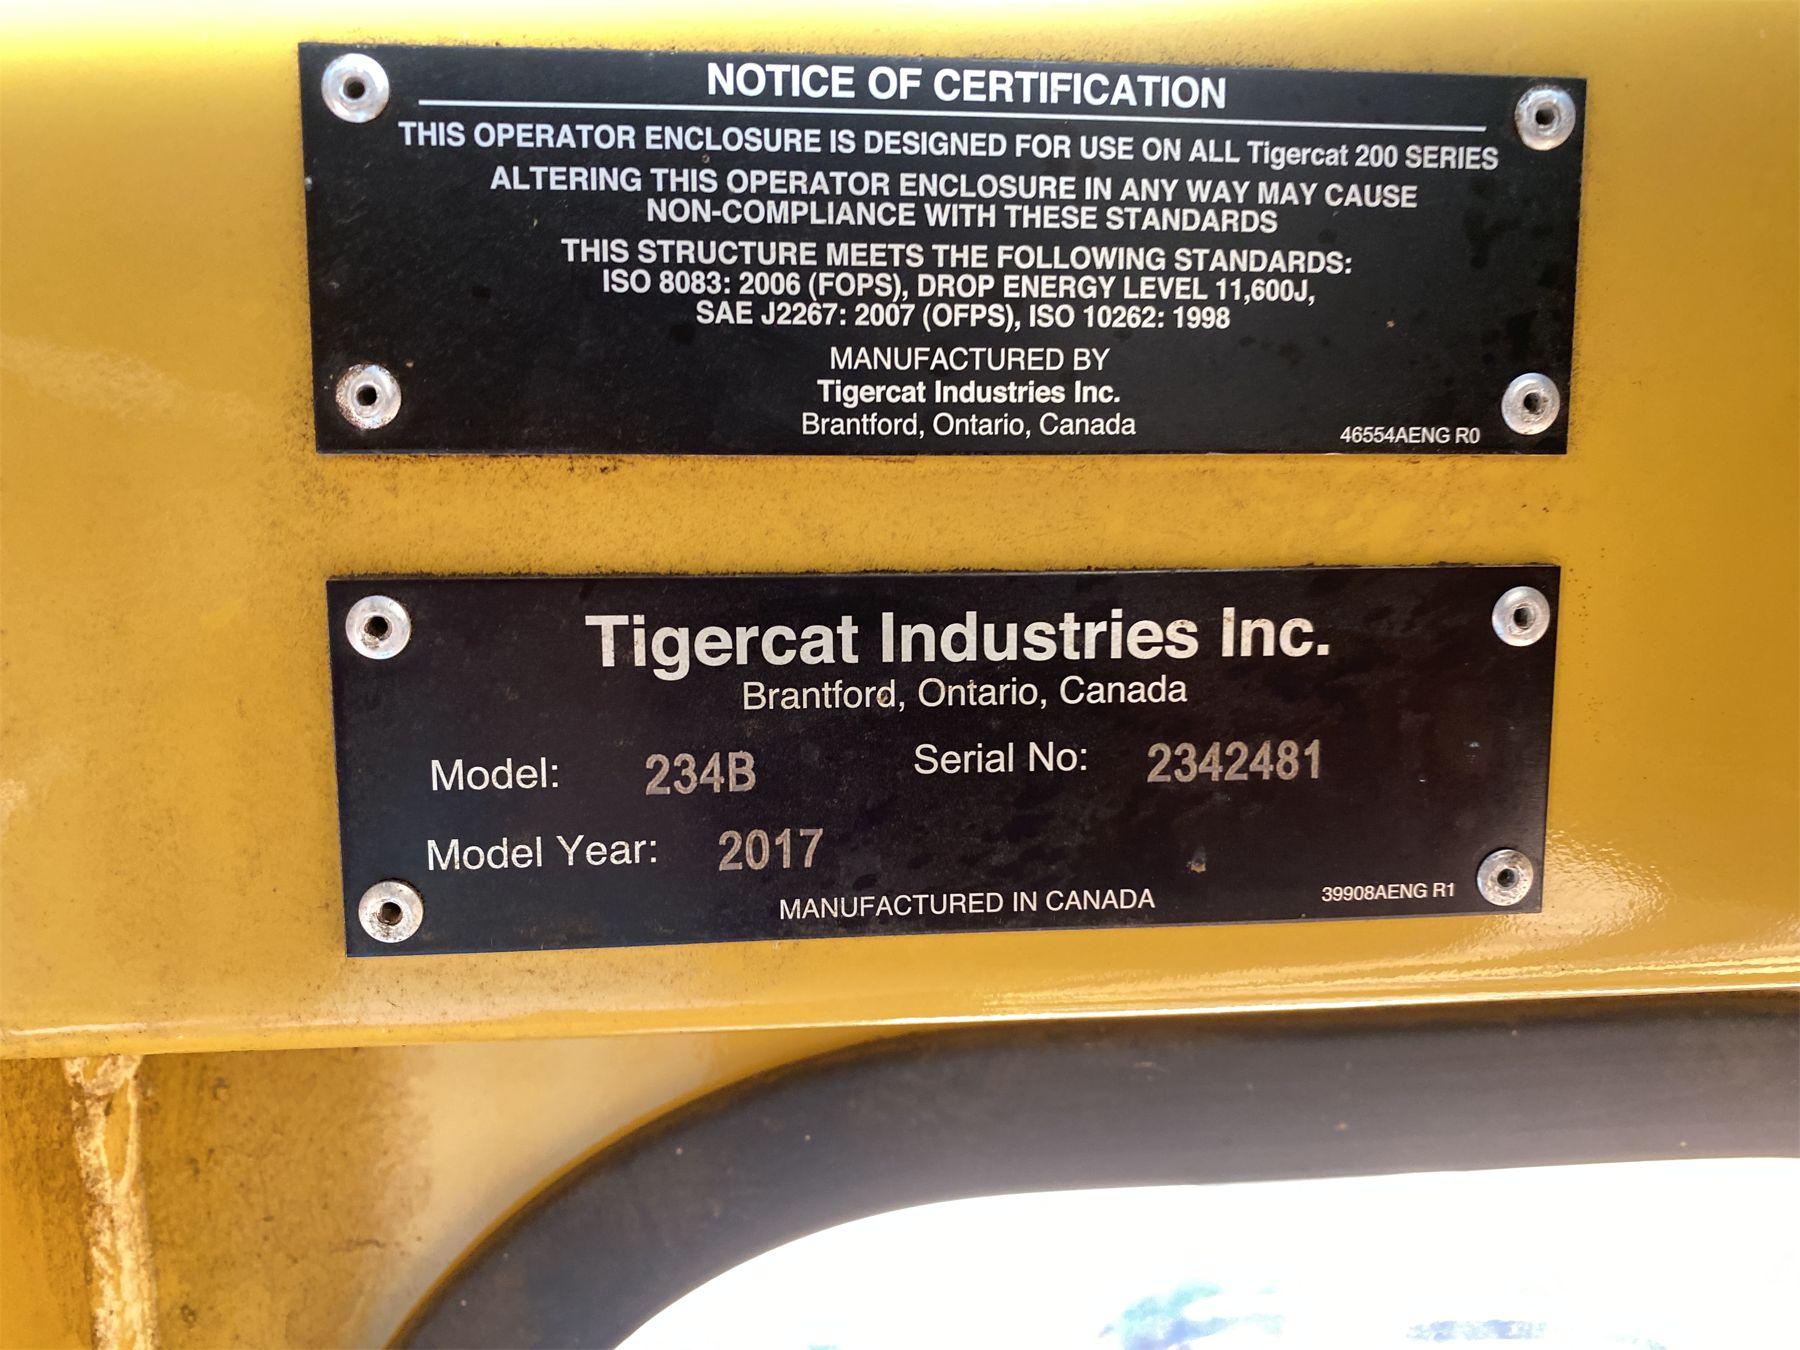 NOTICE OF CERTIFICATION
THIS OPERATOR ENCLOSURE IS DESIGNED FOR USE ON ALL Tigercat 200 SERIES
ALTERING THIS OPERATOR ENCLOSURE IN ANY WAY MAY CAUSE
NON-COMPLIANCE WITH THESE STANDARDS
THIS STRUCTURE MEETS THE FOLLOWING STANDARDS:
ISO 8083: 2006 (FOPS), DROP ENERGY LEVEL 11,600J,
SAE J2267: 2007 (OFPS), ISO 10262: 1998
MANUFACTURED BY
Tigercat Industries Inc.
Brantford, Ontario, Canada
46554AENG R0
Tigercat Industries Inc.
Brantford, Ontario, Canada
Model: 234B Serial No: 2342481
Model Year: 2017
MANUFACTURED IN CANADA
39908AENG R1